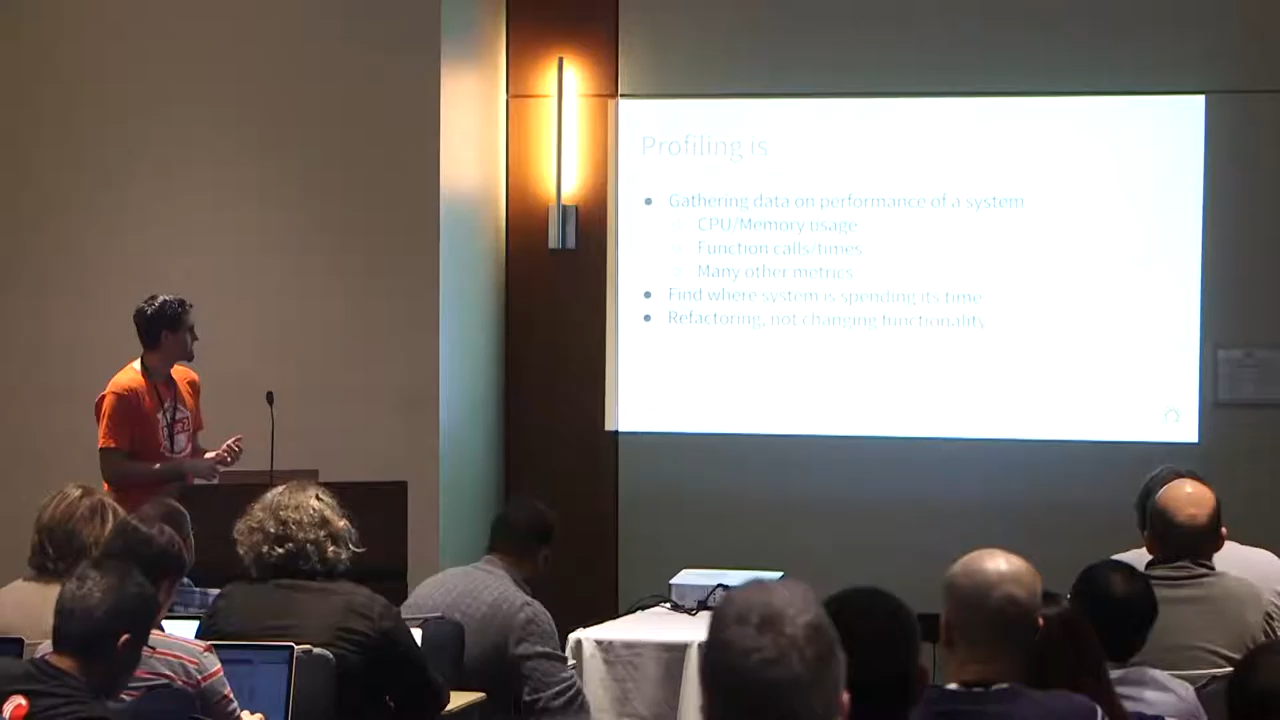 Profiling is
Gathering data on performance of a system
CPU/Memory usage
Function calls/times
Many other metrics
Find where system is spending its time
Refactoring, not changing functionality